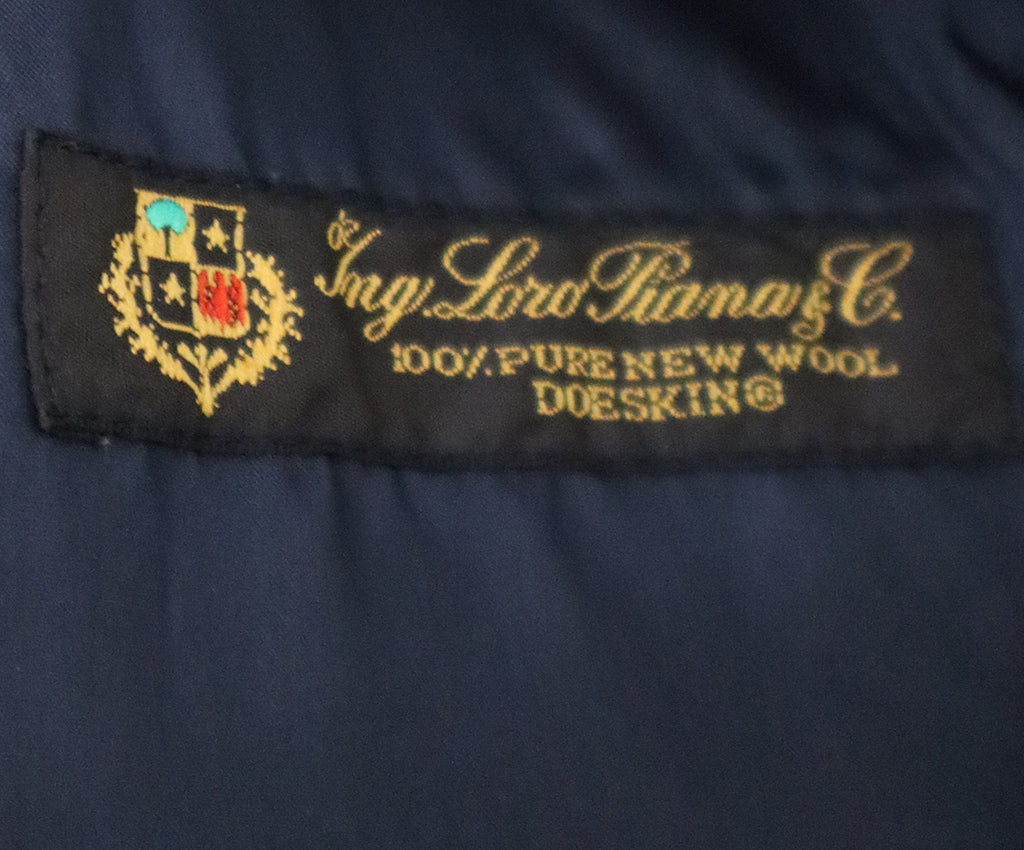 Ing. Loro Piana & C.
100% PURE NEW WOOL
DOESKIN®